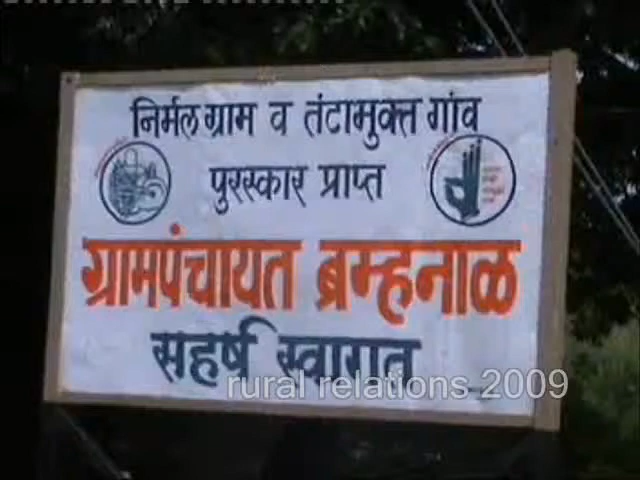 निर्मल ग्राम व तंटामुक्त गांव
पुरस्कार प्राप्त
ग्रामपंचायत ब्रम्हनाळ
सहर्ष स्वागत
rural relations 2009